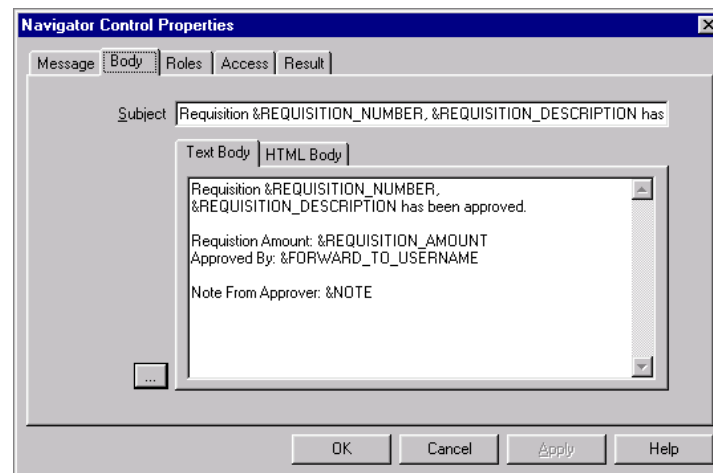 Navigator Control Properties
Message Body Roles Access Result
Subject Requisition &REQUISITION_NUMBER, &REQUISITION_DESCRIPTION has
Text Body HTML Body
Requisition &REQUISITION_NUMBER,
&REQUISITION_DESCRIPTION has been approved.
Requistion Amount: &REQUISITION_AMOUNT
Approved By: &FORWARD_TO_USERNAME
Note From Approver: &NOTE
...
OK Cancel Apply Help